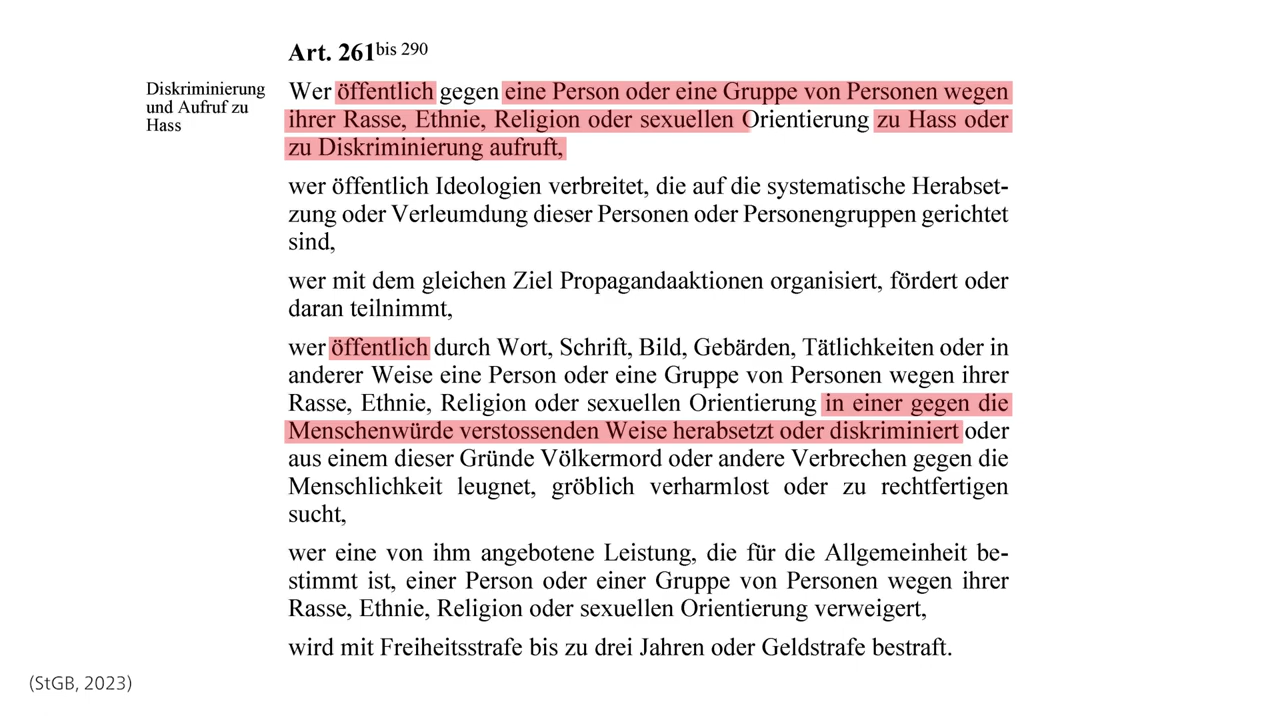 Art. 261bis 290
Diskriminierung
und Aufruf zu
Hass
Wer öffentlich gegen eine Person oder eine Gruppe von Personen wegen
ihrer Rasse, Ethnie, Religion oder sexuellen Orientierung zu Hass oder
zu Diskriminierung aufruft,
wer öffentlich Ideologien verbreitet, die auf die systematische Herabset-
zung oder Verleumdung dieser Personen oder Personengruppen gerichtet
sind,
wer mit dem gleichen Ziel Propagandaaktionen organisiert, fördert oder
daran teilnimmt,
wer öffentlich durch Wort, Schrift, Bild, Gebärden, Tätlichkeiten oder in
anderer Weise eine Person oder eine Gruppe von Personen wegen ihrer
Rasse, Ethnie, Religion oder sexuellen Orientierung in einer gegen die
Menschenwürde verstossenden Weise herabsetzt oder diskriminiert oder
aus einem dieser Gründe Völkermord oder andere Verbrechen gegen die
Menschlichkeit leugnet, gröblich verharmlost oder zu rechtfertigen
sucht,
wer eine von ihm angebotene Leistung, die für die Allgemeinheit be-
stimmt ist, einer Person oder einer Gruppe von Personen wegen ihrer
Rasse, Ethnie, Religion oder sexuellen Orientierung verweigert,
wird mit Freiheitsstrafe bis zu drei Jahren oder Geldstrafe bestraft.
(StGB, 2023)